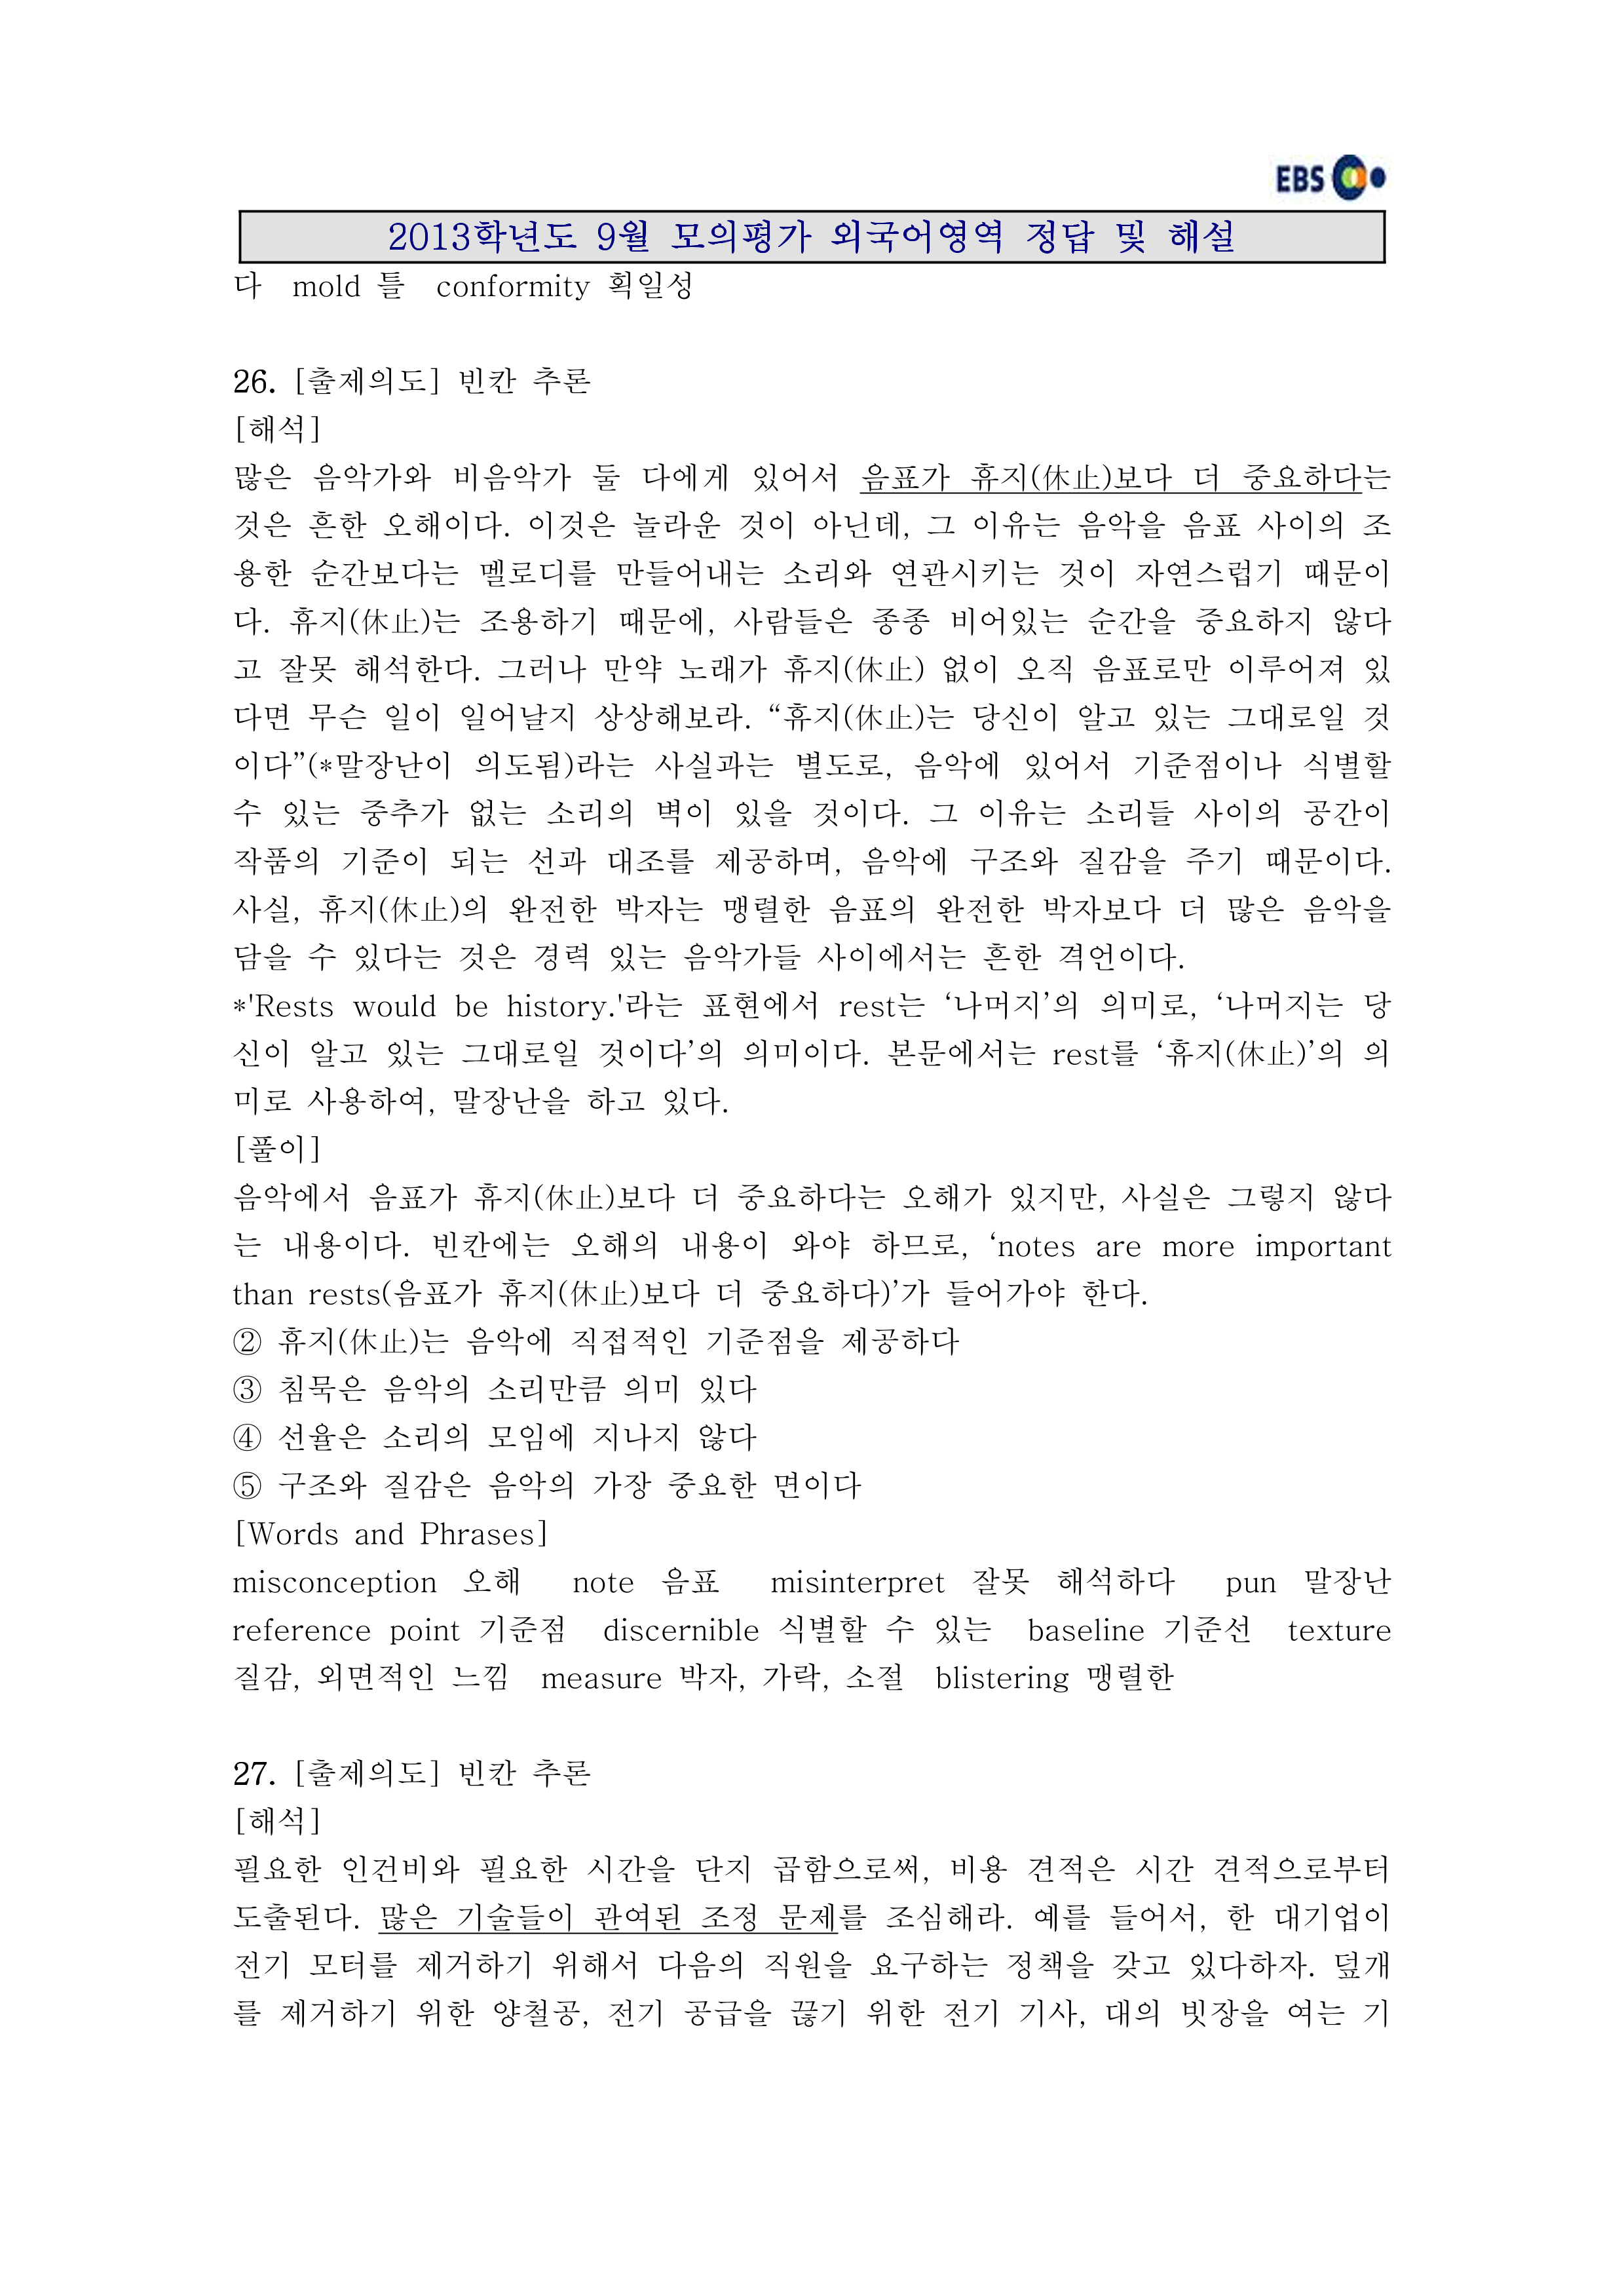 EBS
2013학년도 9월 모의평가 외국어영역 정답 및 해설
다 mold 틀 conformity 획일성
26. [출제의도] 빈칸 추론
[해석]
많은 음악가와 비음악가 둘 다에게 있어서 음표가 휴지(休止)보다 더 중요하다는
것은 흔한 오해이다. 이것은 놀라운 것이 아닌데, 그 이유는 음악을 음표 사이의 조
용한 순간보다는 멜로디를 만들어내는 소리와 연관시키는 것이 자연스럽기 때문이
다. 휴지(休止)는 조용하기 때문에, 사람들은 종종 비어있는 순간을 중요하지 않다
고 잘못 해석한다. 그러나 만약 노래가 휴지(休止) 없이 오직 음표로만 이루어져 있
다면 무슨 일이 일어날지 상상해보라. “휴지(休止)는 당신이 알고 있는 그대로일 것
이다”(*말장난이 의도됨)라는 사실과는 별도로, 음악에 있어서 기준점이나 식별할
수 있는 중추가 없는 소리의 벽이 있을 것이다. 그 이유는 소리들 사이의 공간이
작품의 기준이 되는 선과 대조를 제공하며, 음악에 구조와 질감을 주기 때문이다.
사실, 휴지(休止)의 완전한 박자는 맹렬한 음표의 완전한 박자보다 더 많은 음악을
담을 수 있다는 것은 경력 있는 음악가들 사이에서는 흔한 격언이다.
*'Rests would be history.'라는 표현에서 rest는 ‘나머지’의 의미로, ‘나머지는 당
신이 알고 있는 그대로일 것이다’의 의미이다. 본문에서는 rest를 ‘휴지(休止)’의 의
미로 사용하여, 말장난을 하고 있다.
[풀이]
음악에서 음표가 휴지(休止)보다 더 중요하다는 오해가 있지만, 사실은 그렇지 않다
는 내용이다. 빈칸에는 오해의 내용이 와야 하므로, ‘notes are more important
than rests(음표가 휴지(休止)보다 더 중요하다)’가 들어가야 한다.
② 휴지(休止)는 음악에 직접적인 기준점을 제공하다
③ 침묵은 음악의 소리만큼 의미 있다
④ 선율은 소리의 모임에 지나지 않다
⑤ 구조와 질감은 음악의 가장 중요한 면이다
[Words and Phrases]
misconception 오해 note 음표 misinterpret 잘못 해석하다 pun 말장난
reference point 기준점 discernible 식별할 수 있는 baseline 기준선 texture
질감, 외면적인 느낌 measure 박자, 가락, 소절 blistering 맹렬한
27. [출제의도] 빈칸 추론
[해석]
필요한 인건비와 필요한 시간을 단지 곱함으로써, 비용 견적은 시간 견적으로부터
도출된다. 많은 기술들이 관여된 조정 문제를 조심해라. 예를 들어서, 한 대기업이
전기 모터를 제거하기 위해서 다음의 직원을 요구하는 정책을 갖고 있다하자. 덮개
를 제거하기 위한 양철공, 전기 공급을 끊기 위한 전기 기사, 대의 빗장을 여는 기